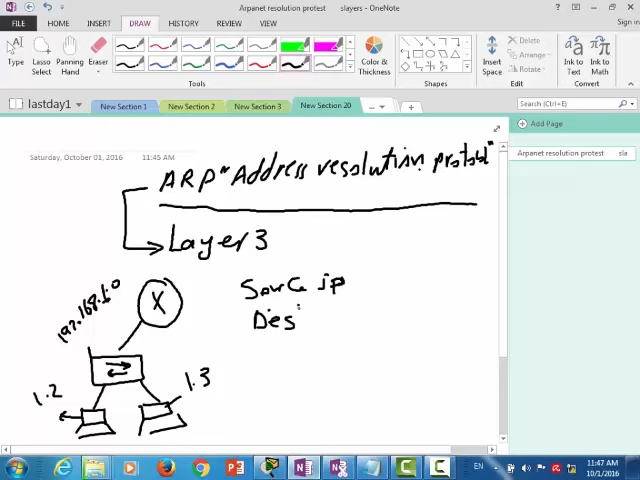 Arpanet resolution protest
slayers - OneNote
Sign in
FILE HOME INSERT DRAW HISTORY REVIEW VIEW
Type
Lasso Select
Panning Hand
Eraser
Color & Thickness
Insert Space
Delete
Arrange
Rotate
Ink to Text
Ink to Math
Tools
Shapes
Edit
Convert
lastday1
New Section 1
New Section 2
New Section 3
New Section 20
Search (Ctrl+E)
Add Page
Arpanet resolution protest
sla
Saturday, October 01, 2016 11:45 AM
ARP "Address resolution protocol"
Layer 3
192.168.1.0
X
Source ip
Des
1.2
1.3
EN
11:47 AM
10/1/2016